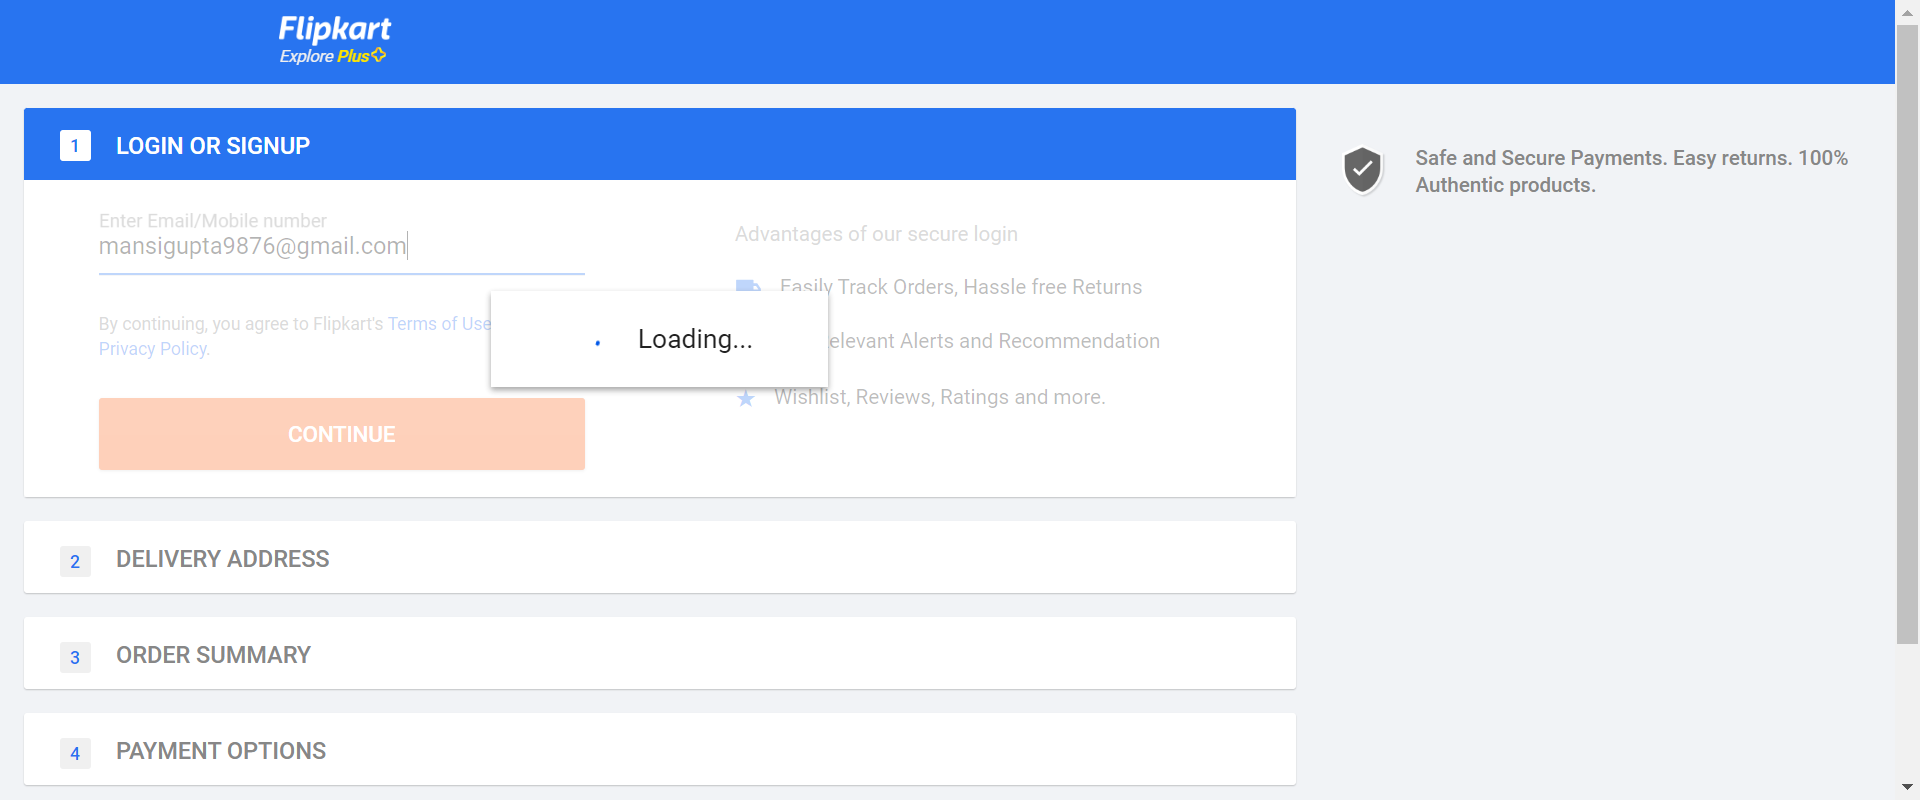 Flipkart
Explore Plus
1 LOGIN OR SIGNUP
Safe and Secure Payments. Easy returns. 100%
Authentic products.
Enter Email/Mobile number
mansigupta9876@gmail.com
By continuing, you agree to Flipkart's Terms of Use
Privacy Policy.
CONTINUE
Advantages of our secure login
Easily Track Orders, Hassle free Returns
elevant Alerts and Recommendation
Wishlist, Reviews, Ratings and more.
Loading...
2 DELIVERY ADDRESS
3 ORDER SUMMARY
4 PAYMENT OPTIONS